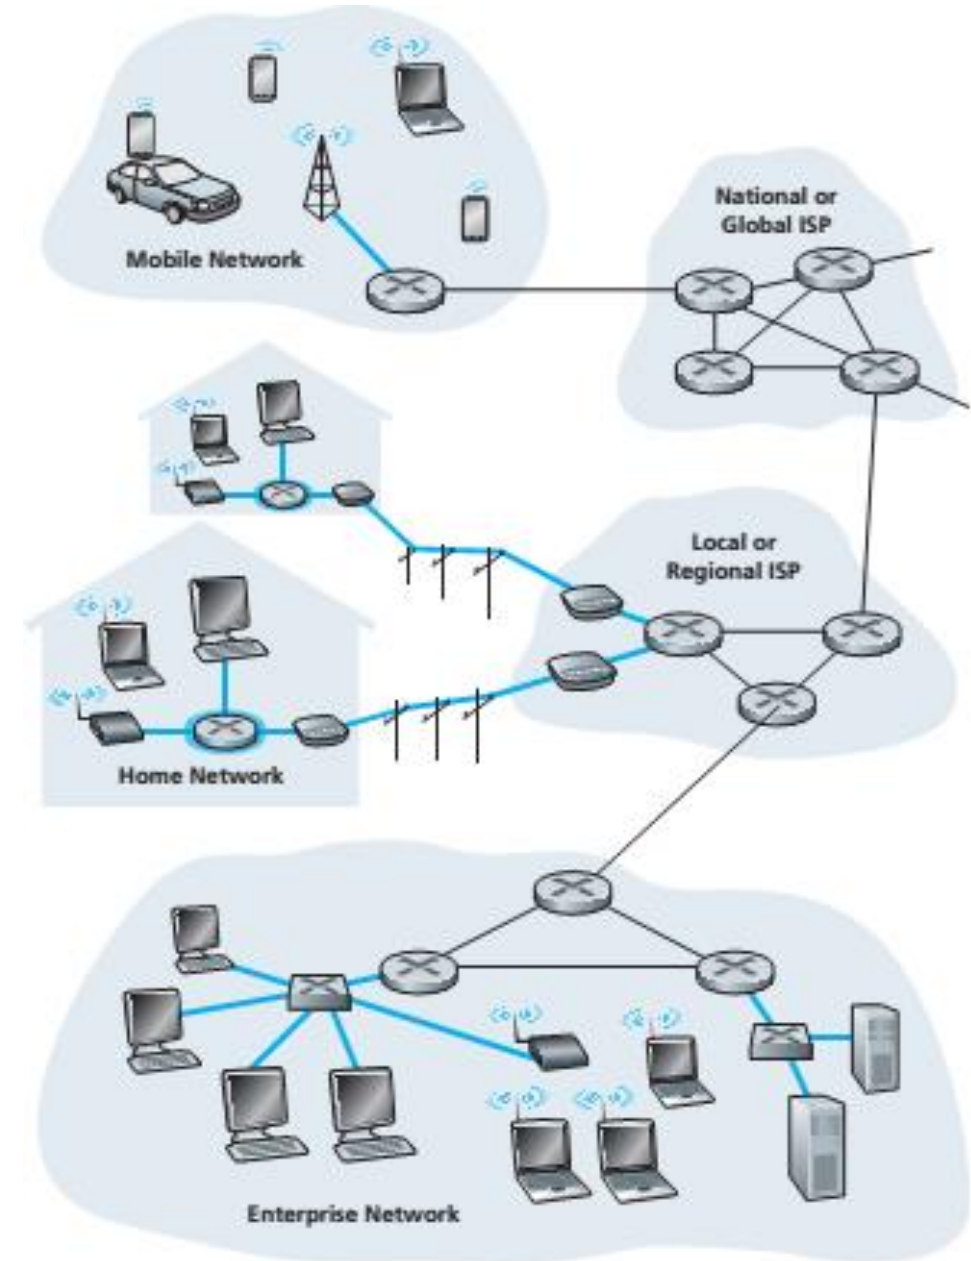 National or
Global ISP
Mobile Network
Local or
Regional ISP
Home Network
Enterprise Network